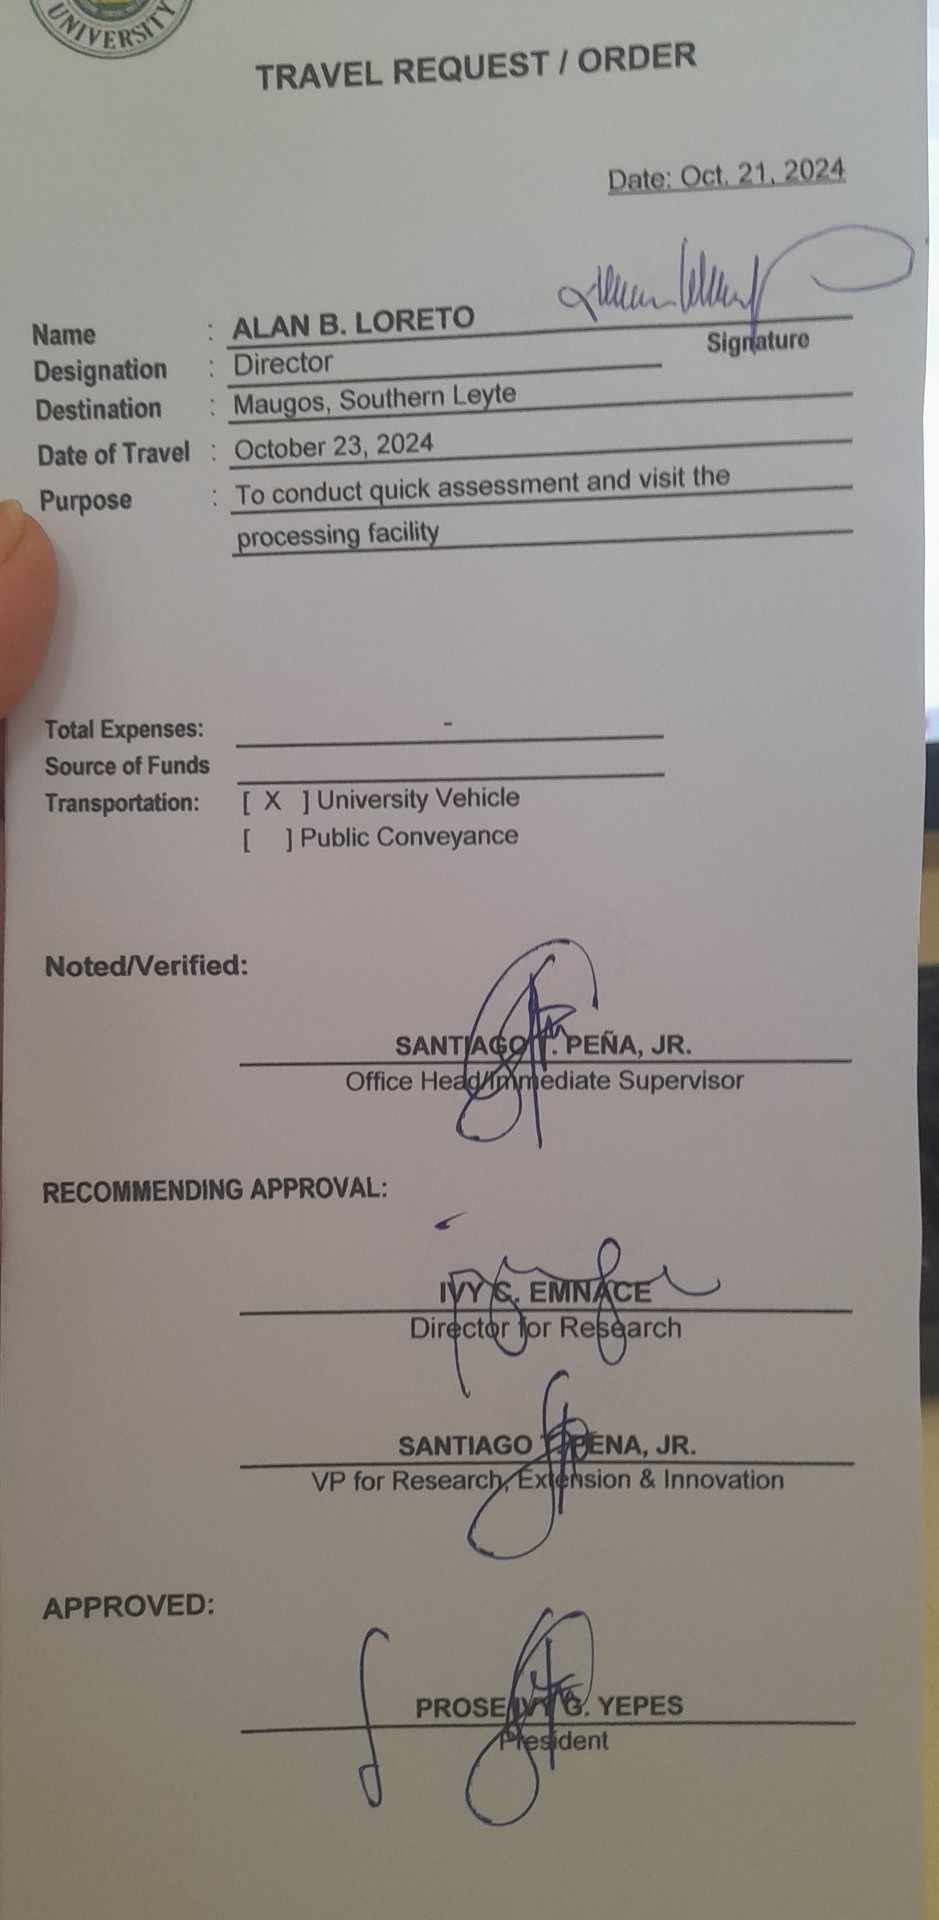 UNIVERSITY
TRAVEL REQUEST / ORDER
Date: Oct. 21, 2024
Name : ALAN B. LORETO
Signature
Designation : Director
Destination : Maugos, Southern Leyte
Date of Travel : October 23, 2024
Purpose : To conduct quick assessment and visit the
processing facility
Total Expenses: -
Source of Funds
Transportation: [ X ] University Vehicle
[ ] Public Conveyance
Noted/Verified:
SANTIAGO T. PEÑA, JR.
Office Head/Immediate Supervisor
RECOMMENDING APPROVAL:
IVY C. EMNACE
Director for Research
SANTIAGO T. PEÑA, JR.
VP for Research, Extension & Innovation
APPROVED:
PROSE IVY G. YEPES
President